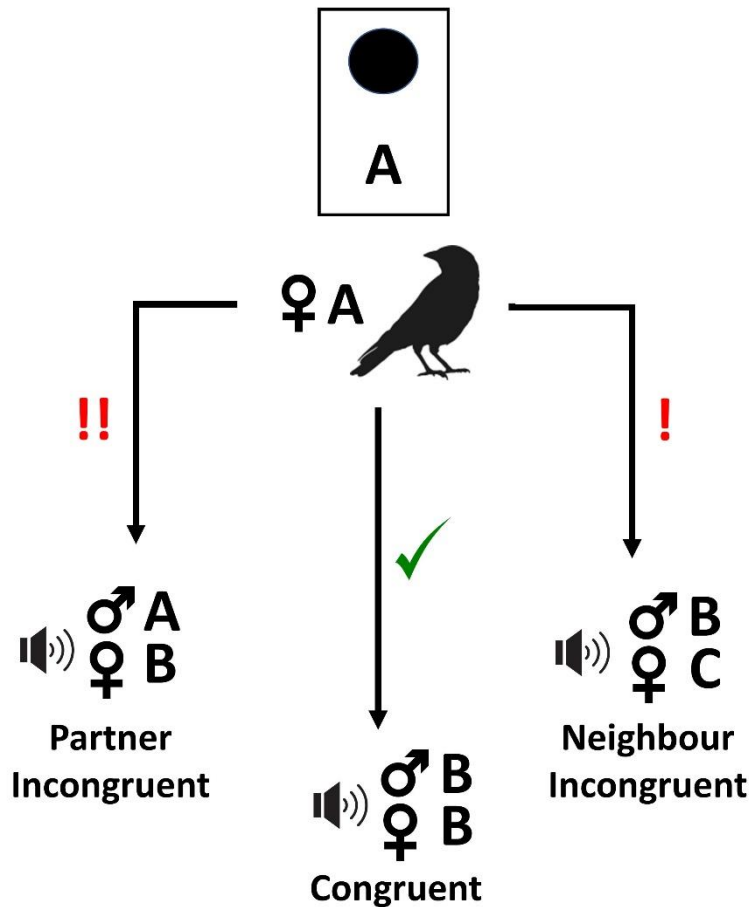 A
♀ A
!!
!
♂ A
♀ B
Partner
Incongruent
♂ B
♀ B
Congruent
♂ B
♀ C
Neighbour
Incongruent